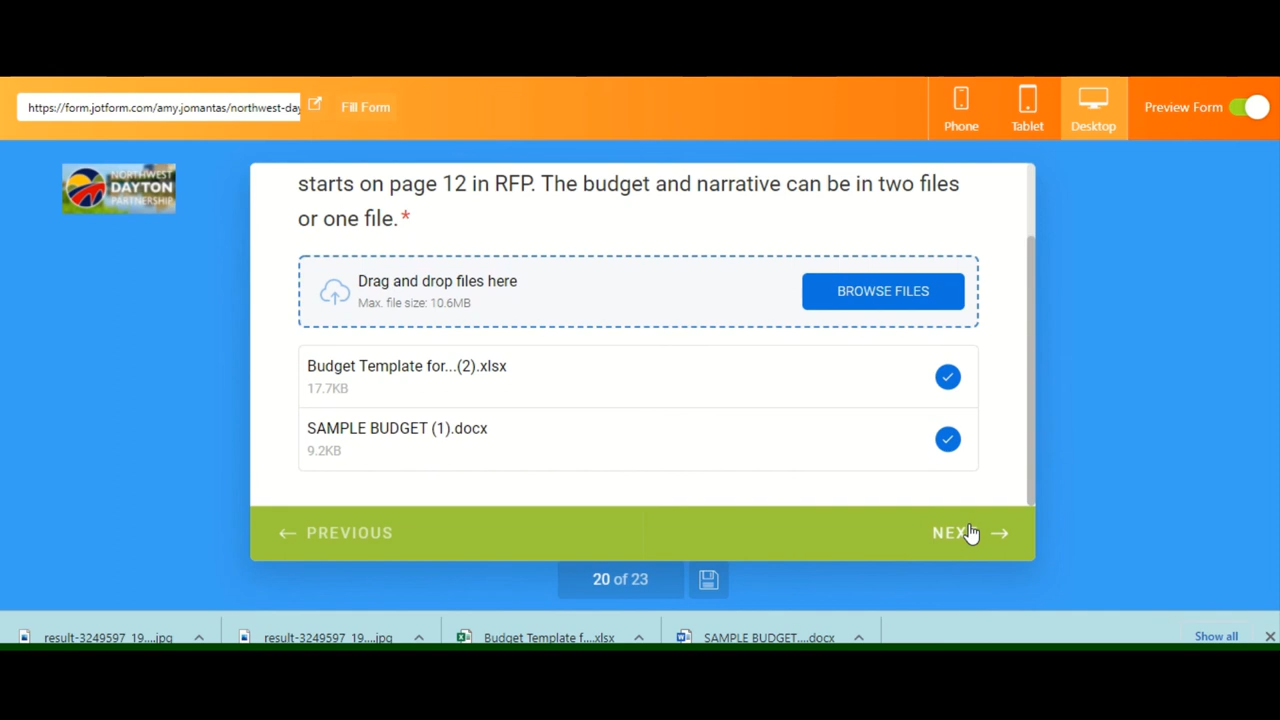 https://form.jotform.com/amy.jomantas/northwest-day
Fill Form
Phone
Tablet
Desktop
Preview Form
NORTHWEST
DAYTON
PARTNERSHIP
starts on page 12 in RFP. The budget and narrative can be in two files
or one file.*
Drag and drop files here
Max. file size: 10.6MB
BROWSE FILES
Budget Template for...(2).xlsx
17.7KB
SAMPLE BUDGET (1).docx
9.2KB
← PREVIOUS
NEX →
20 of 23
result-3249597_19....jpg
result-3249597_19....jpg
Budget Template f....xlsx
SAMPLE BUDGET....docx
Show all